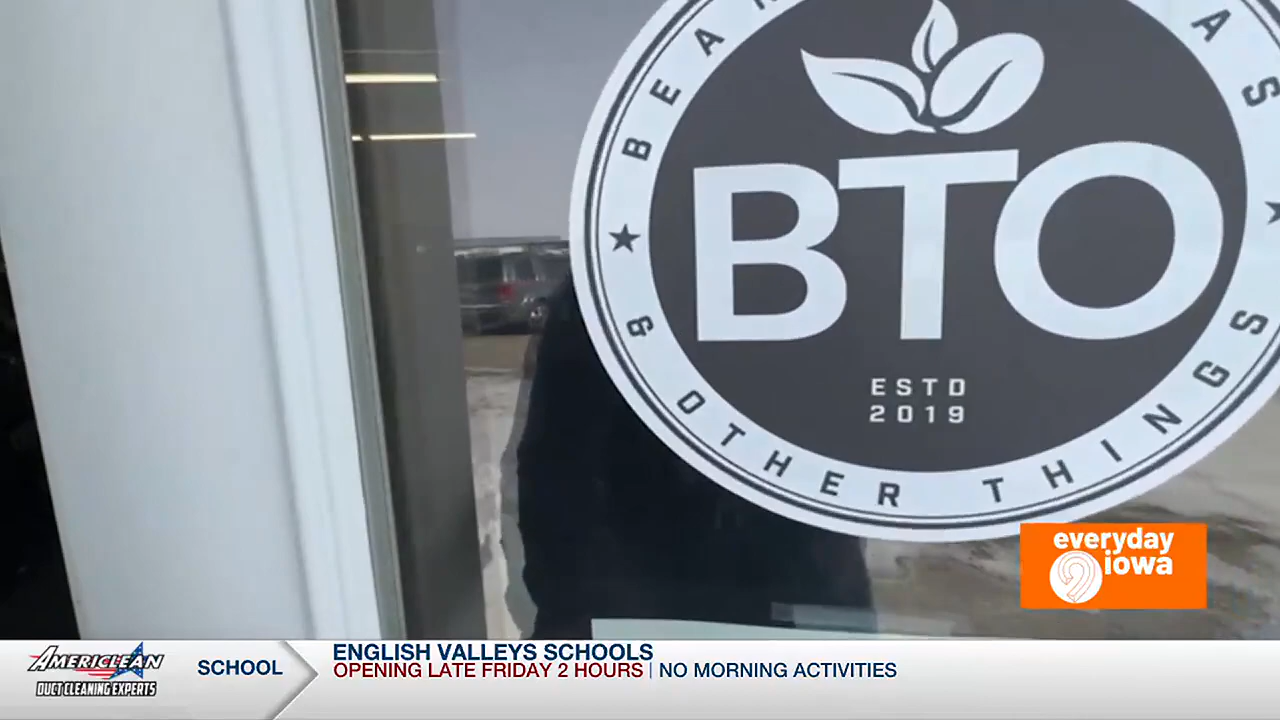 BTO
ESTD
2019
& OTHER THINGS
everyday
iowa
9
AMERICLEAN
DUCT CLEANING EXPERTS
SCHOOL
ENGLISH VALLEYS SCHOOLS
OPENING LATE FRIDAY 2 HOURS | NO MORNING ACTIVITIES